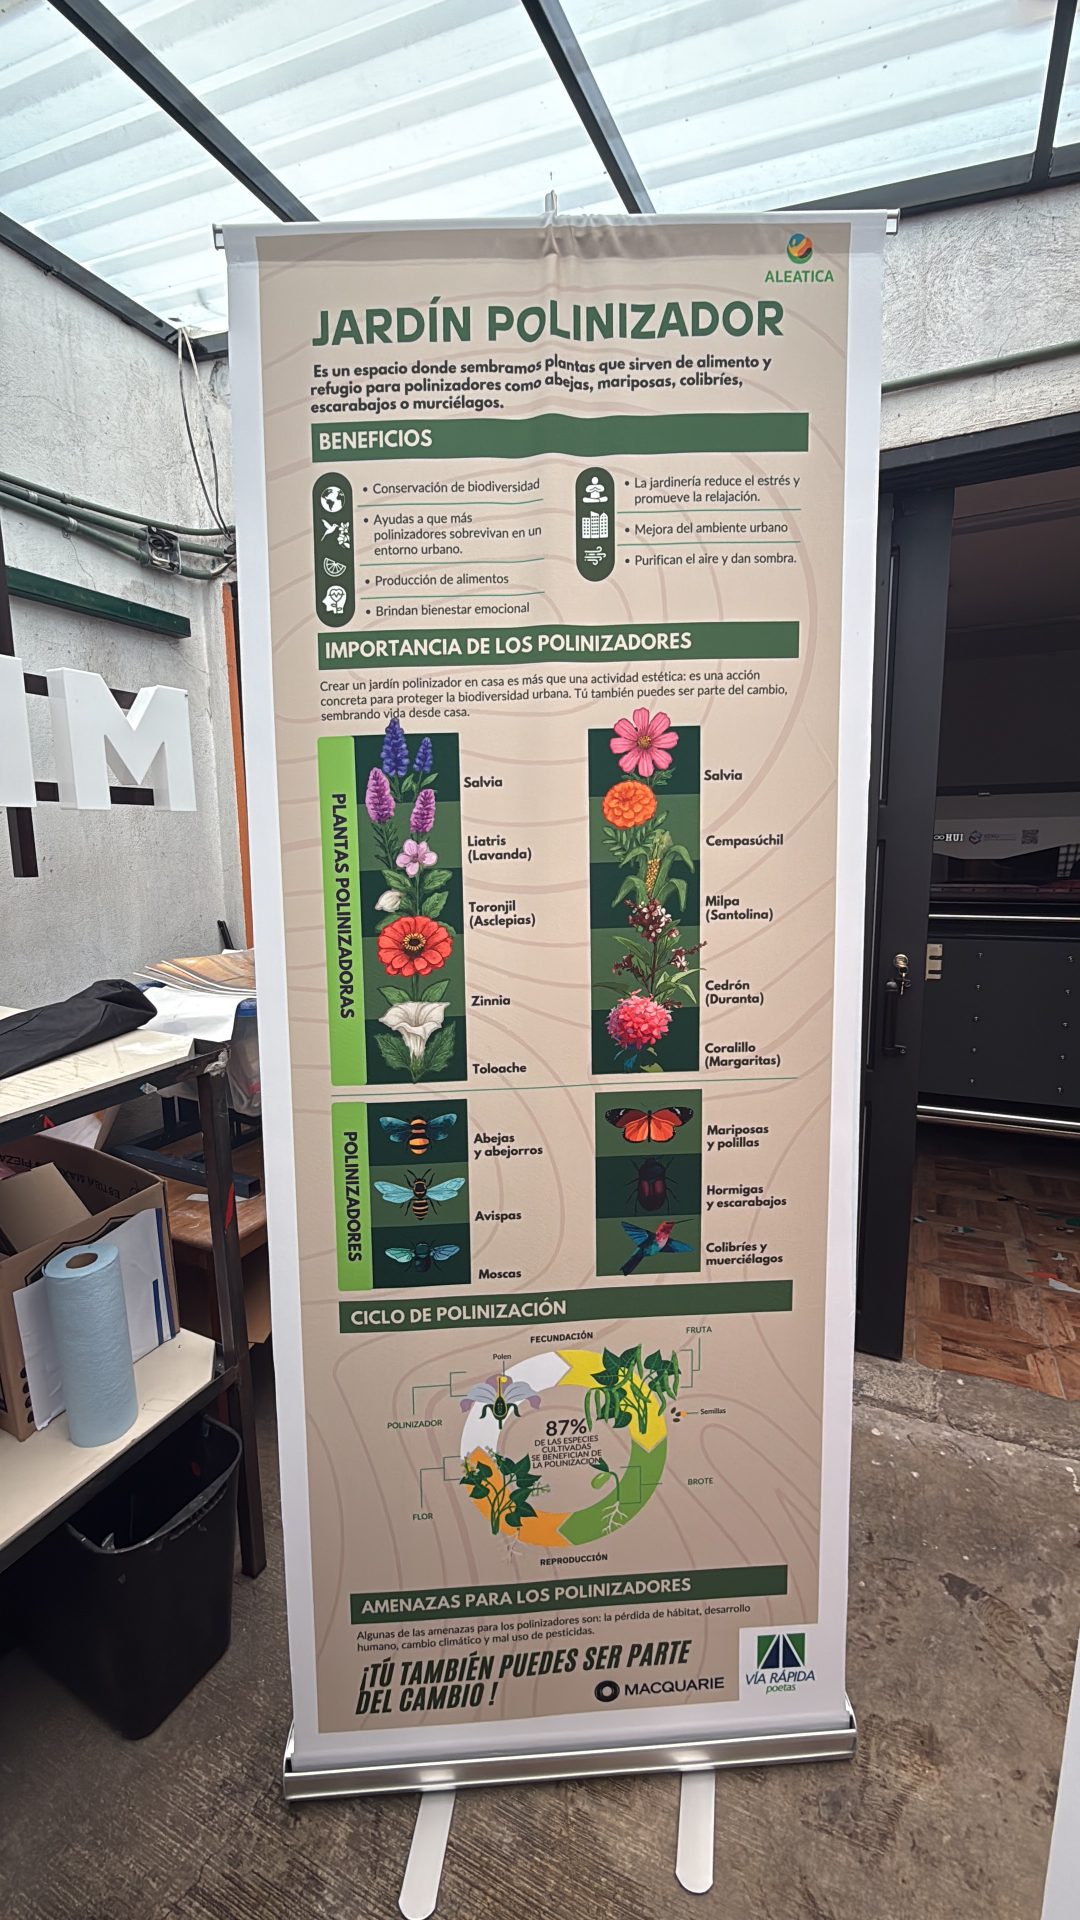 ALEATICA
JARDÍN POLINIZADOR
Es un espacio donde sembramos plantas que sirven de alimento y
refugio para polinizadores como abejas, mariposas, colibríes,
escarabajos o murciélagos.
BENEFICIOS
• Conservación de biodiversidad
• Ayudas a que más
polinizadores sobrevivan en un
entorno urbano.
• Producción de alimentos
• Brindan bienestar emocional
• La jardinería reduce el estrés y
promueve la relajación.
• Mejora del ambiente urbano
• Purifican el aire y dan sombra.
IMPORTANCIA DE LOS POLINIZADORES
Crear un jardín polinizador en casa es más que una actividad estética: es una acción
concreta para proteger la biodiversidad urbana. Tú también puedes ser parte del cambio,
sembrando vida desde casa.
PLANTAS POLINIZADORAS
Salvia
Liatris
(Lavanda)
Toronjil
(Asclepias)
Zinnia
Toloache
Salvia
Cempasúchil
Milpa
(Santolina)
Cedrón
(Duranta)
Coralillo
(Margaritas)
POLINIZADORES
Abejas
y abejorros
Avispas
Moscas
Mariposas
y polillas
Hormigas
y escarabajos
Colibríes y
muerciélagos
CICLO DE POLINIZACIÓN
FECUNDACIÓN
FRUTA
Polen
POLINIZADOR
Semillas
87%
DE LAS ESPECIES
CULTIVADAS
SE BENEFICIAN DE
LA POLINIZACIÓN
BROTE
FLOR
REPRODUCCIÓN
AMENAZAS PARA LOS POLINIZADORES
Algunas de las amenazas para los polinizadores son: la pérdida de hábitat, desarrollo
humano, cambio climático y mal uso de pesticidas.
¡TÚ TAMBIÉN PUEDES SER PARTE
DEL CAMBIO !
MACQUARIE
VÍA RÁPIDA
poetas
M
HUI